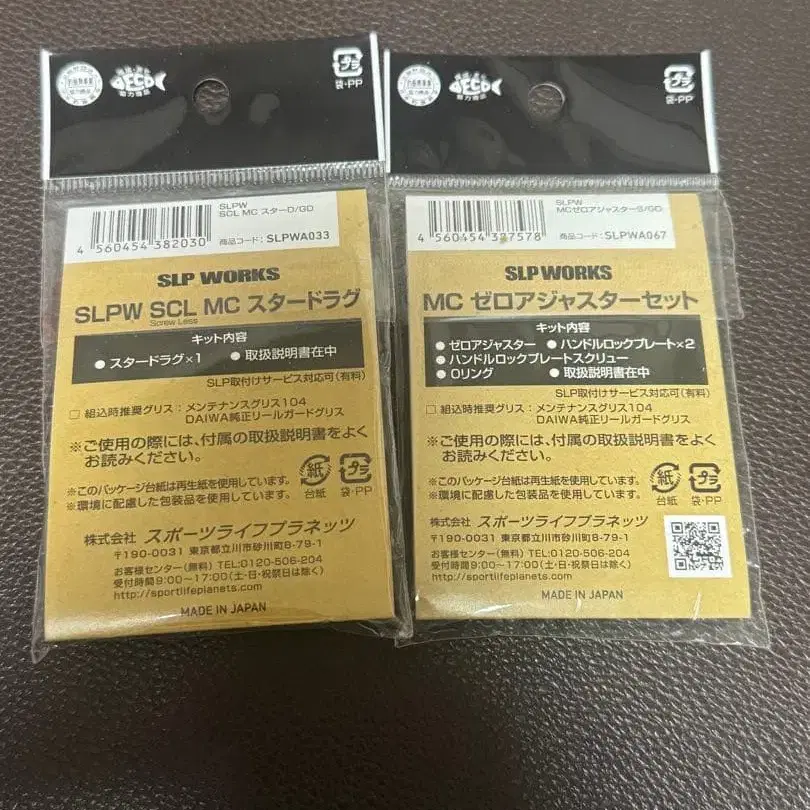 ECO
協力商品
プラ
袋・PP
SLPW
SCL MC スターD/GD
4 560454 382030
商品コード: SLPWA033
SLP WORKS
SLPW SCL MC スタードラグ
Screw Less
キット内容
● スタードラグ×1 ● 取扱説明書在中
SLP取付けサービス対応可(有料)
□ 組込時推奨グリス:メンテナンスグリス104
DAIWA純正リールガードグリス
※ご使用の際には、付属の取扱説明書をよく
お読みください。
※このパッケージ台紙は再生紙を使用しています。
※環境に配慮した包装品を使用しています。
紙
台紙
プラ
袋・PP
株式会社 スポーツライフプラネッツ
〒190-0031 東京都立川市砂川町8-79-1
お客様センター(無料) TEL:0120-506-204
受付時間9:00~17:00(土・日・祝祭日は除く)
http://sportlifeplanets.com/
MADE IN JAPAN
ECO
協力商品
プラ
袋・PP
SLPW
MCゼロアジャスターS/GD
商品コード: SLPWA067
SLP WORKS
MC ゼロアジャスターセット
キット内容
● ゼロアジャスター ● ハンドルロックプレート×2
● ハンドルロックプレートスクリュー
● Oリング ● 取扱説明書在中
SLP取付けサービス対応可(有料)
□ 組込時推奨グリス:メンテナンスグリス104
DAIWA純正リールガードグリス
※ご使用の際には、付属の取扱説明書をよく
お読みください。
※このパッケージ台紙は再生紙を使用しています。
※環境に配慮した包装品を使用しています。
紙
台紙
プラ
袋・PP
株式会社 スポーツライフプラネッツ
〒190-0031 東京都立川市砂川町8-79-1
お客様センター(無料) TEL:0120-506-204
受付時間9:00~17:00(土・日・祝祭日は除く)
http://sportlifeplanets.com/
MADE IN JAPAN